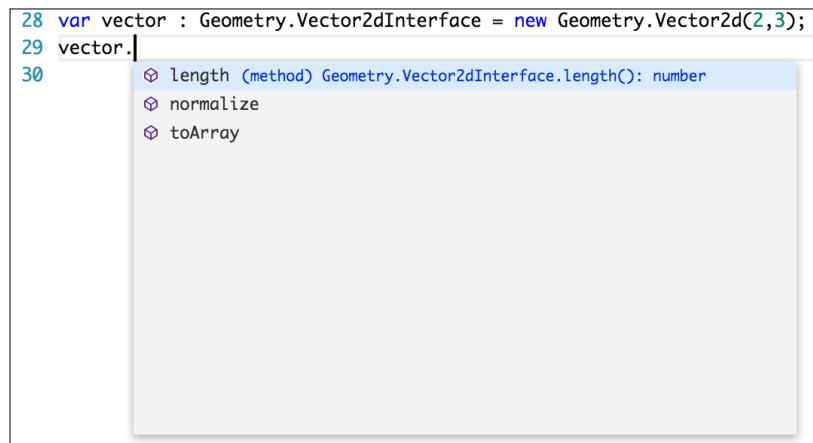 28 var vector : Geometry.Vector2dInterface = new Geometry.Vector2d(2,3);
29 vector.
30 length (method) Geometry.Vector2dInterface.length(): number
normalize
toArray